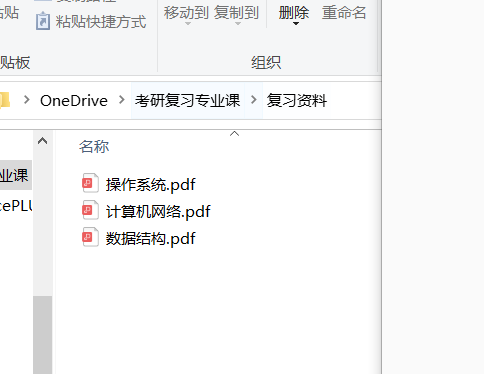 粘贴快捷方式
移动到 复制到 删除 重命名
贴板 组织
OneDrive > 考研复习专业课 > 复习资料
名称
业课
操作系统.pdf
计算机网络.pdf
数据结构.pdf